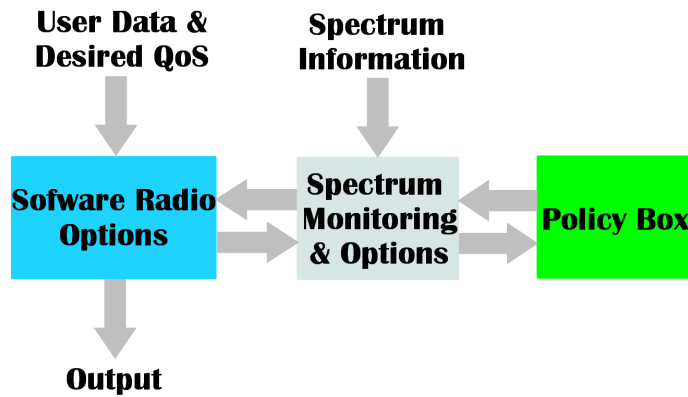 User Data &
Desired QoS
Spectrum
Information
Sofware Radio
Options
Spectrum
Monitoring
& Options
Policy Box
Output